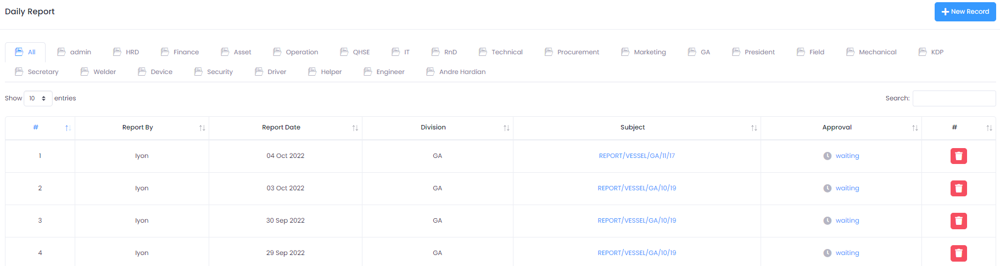 Daily Report
New Record
All admin HRD Finance Asset Operation QHSE IT RnD Technical Procurement Marketing GA President Field Mechanical KDP
Secretary Welder Device Security Driver Helper Engineer Andre Hardian
Show 10 entries Search:
# Report By Report Date Division Subject Approval #
1 Iyon 04 Oct 2022 GA REPORT/VESSEL/GA/11/17 waiting
2 Iyon 03 Oct 2022 GA REPORT/VESSEL/GA/10/19 waiting
3 Iyon 30 Sep 2022 GA REPORT/VESSEL/GA/10/19 waiting
4 Iyon 29 Sep 2022 GA REPORT/VESSEL/GA/10/19 waiting